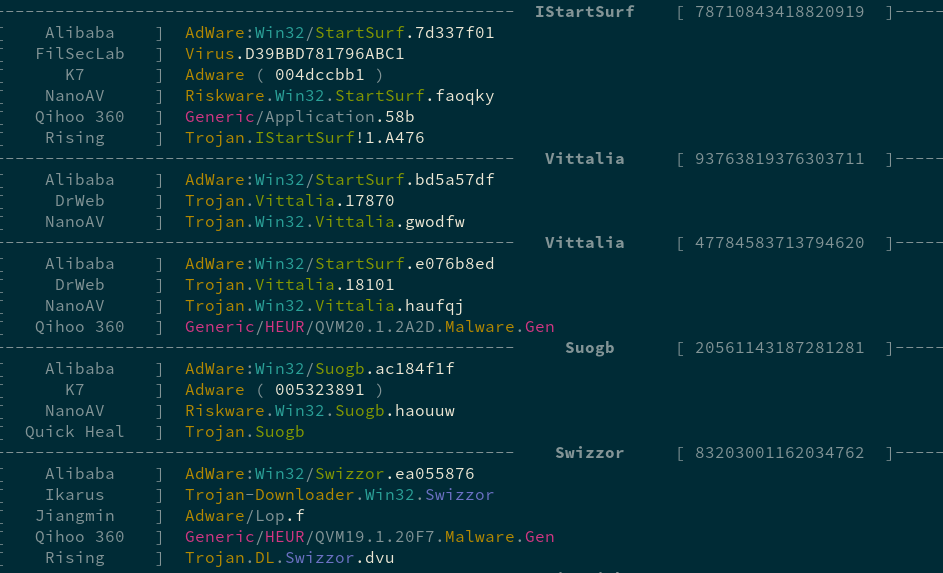 ---------------------------------------------------- IStartSurf [ 78710843418820919 ]-----
[ Alibaba ] AdWare:Win32/StartSurf.7d337f01
[ FilSecLab ] Virus.D39BBD781796ABC1
[ K7 ] Adware ( 004dccbb1 )
[ NanoAV ] Riskware.Win32.StartSurf.faoqky
[ Qihoo 360 ] Generic/Application.58b
[ Rising ] Trojan.IStartSurf!1.A476
---------------------------------------------------- Vittalia [ 93763819376303711 ]-----
[ Alibaba ] AdWare:Win32/StartSurf.bd5a57df
[ DrWeb ] Trojan.Vittalia.17870
[ NanoAV ] Trojan.Win32.Vittalia.gwodfw
---------------------------------------------------- Vittalia [ 47784583713794620 ]-----
[ Alibaba ] AdWare:Win32/StartSurf.e076b8ed
[ DrWeb ] Trojan.Vittalia.18101
[ NanoAV ] Trojan.Win32.Vittalia.haufqj
[ Qihoo 360 ] Generic/HEUR/QVM20.1.2A2D.Malware.Gen
---------------------------------------------------- Suogb [ 20561143187281281 ]-----
[ Alibaba ] AdWare:Win32/Suogb.ac184f1f
[ K7 ] Adware ( 005323891 )
[ NanoAV ] Riskware.Win32.Suogb.haouuw
[ Quick Heal ] Trojan.Suogb
---------------------------------------------------- Swizzor [ 83203001162034762 ]-----
[ Alibaba ] AdWare:Win32/Swizzor.ea055876
[ Ikarus ] Trojan-Downloader.Win32.Swizzor
[ Jiangmin ] Adware/Lop.f
[ Qihoo 360 ] Generic/HEUR/QVM19.1.20F7.Malware.Gen
[ Rising ] Trojan.DL.Swizzor.dvu